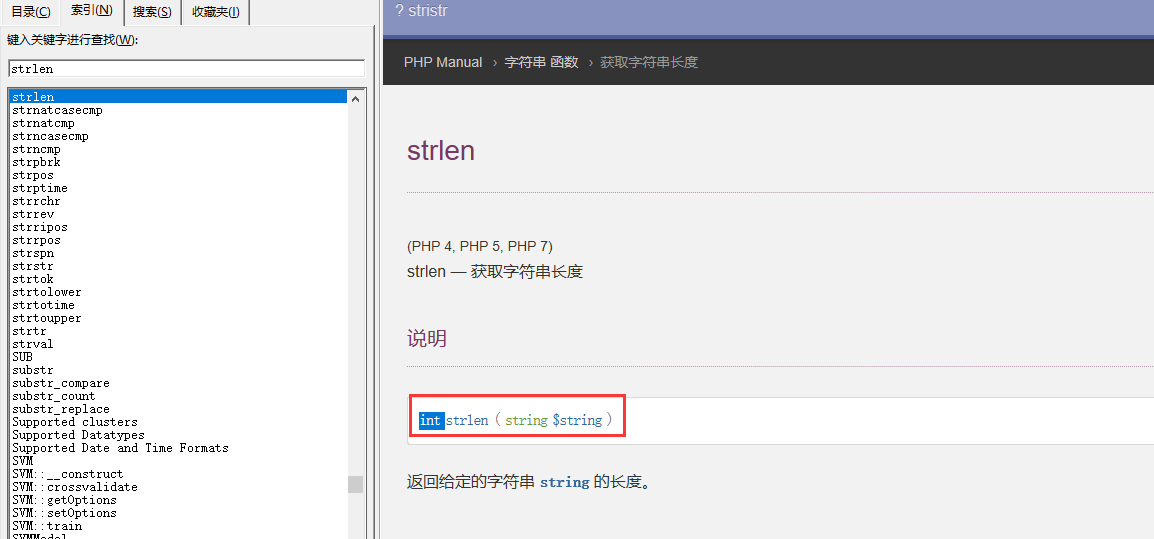 目录(C) 索引(N) 搜索(S) 收藏夹(I)
键入关键字进行查找(W):
strlen
strlen
strnatcasecmp
strnatcmp
strncasecmp
strncmp
strpbrk
strpos
strptime
strrchr
strrev
strripos
strrpos
strspn
strstr
strtok
strtolower
strtotime
strtoupper
strtr
strval
SUB
substr
substr_compare
substr_count
substr_replace
Supported clusters
Supported Datatypes
Supported Date and Time Formats
SVM
SVM::__construct
SVM::crossvalidate
SVM::getOptions
SVM::setOptions
SVM::train
SVMModel
? stristr
PHP Manual › 字符串 函数 › 获取字符串长度
strlen
(PHP 4, PHP 5, PHP 7)
strlen — 获取字符串长度
说明
int strlen ( string $string )
返回给定的字符串 string 的长度。